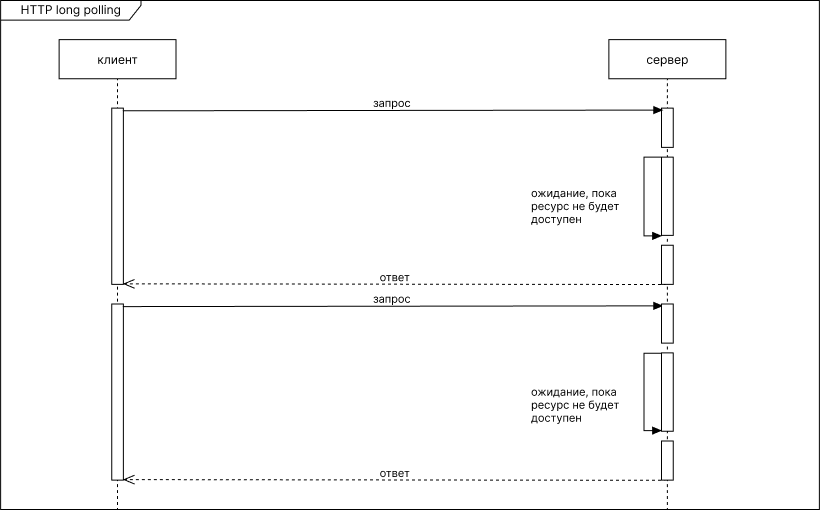 HTTP long polling
клиент
сервер
запрос
ожидание, пока
ресурс не будет
доступен
ответ
запрос
ожидание, пока
ресурс не будет
доступен
ответ